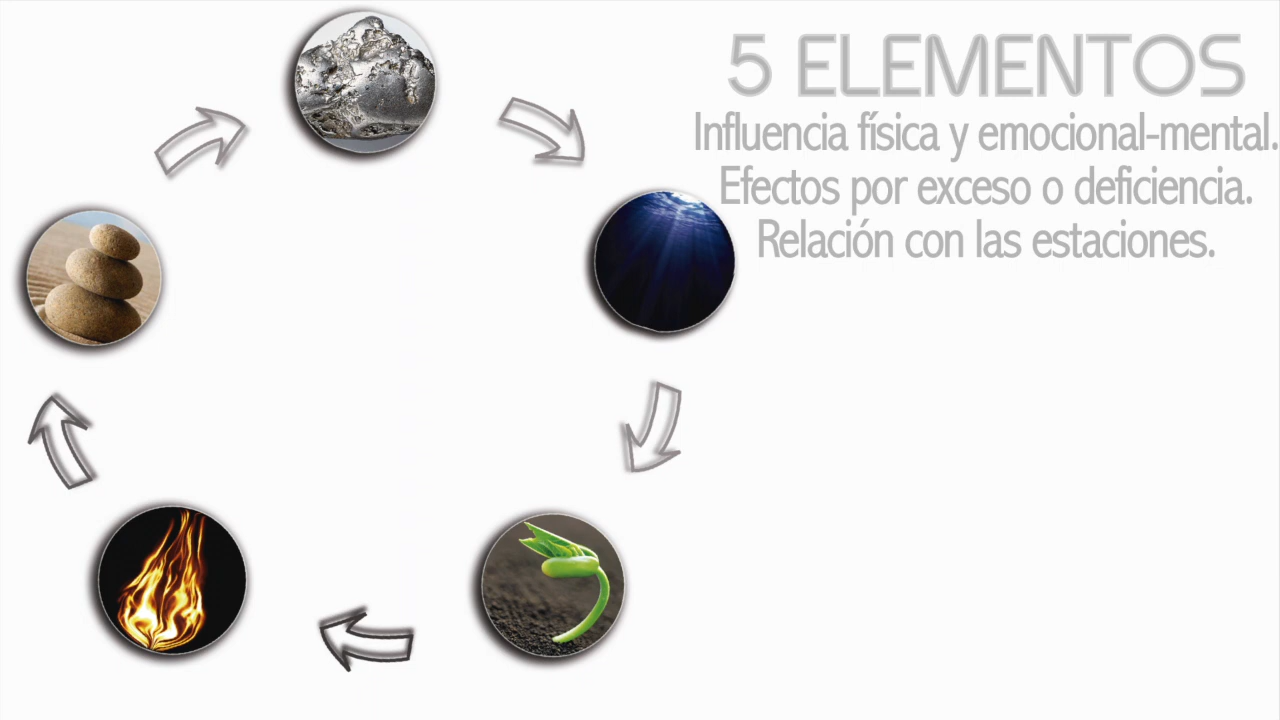 5 ELEMENTOS
Influencia física y emocional-mental.
Efectos por exceso o deficiencia.
Relación con las estaciones.